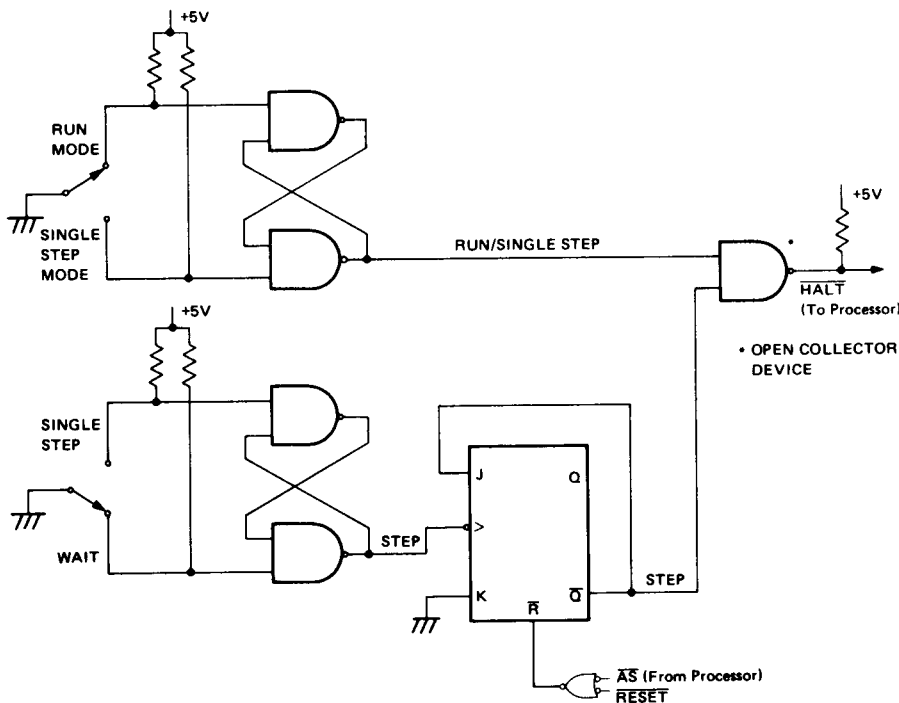 +5V
RUN
MODE
SINGLE
STEP
MODE
RUN/SINGLE STEP
+5V
HALT
(To Processor)
• OPEN COLLECTOR
DEVICE
+5V
SINGLE
STEP
WAIT
STEP
J
Q
>
K
R
Q
STEP
AS (From Processor)
RESET